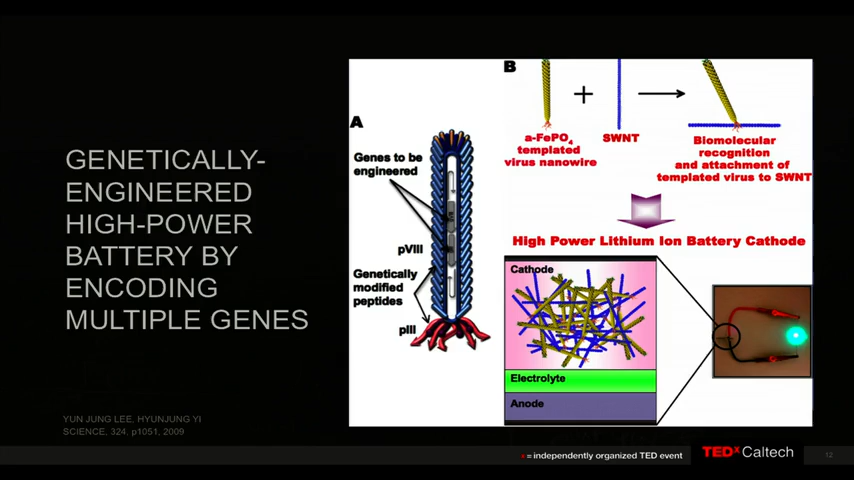 GENETICALLY-
ENGINEERED
HIGH-POWER
BATTERY BY
ENCODING
MULTIPLE GENES
YUN JUNG LEE, HYUNJUNG YI
SCIENCE, 324, p1051, 2009
A
Genes to be
engineered
pVIII
Genetically
modified
peptides
pIII
B
a-FePO4
templated
virus nanowire
SWNT
Biomolecular
recognition
and attachment of
templated virus to SWNT
High Power Lithium Ion Battery Cathode
Cathode
Electrolyte
Anode
x = independently organized TED event
TEDxCaltech
12